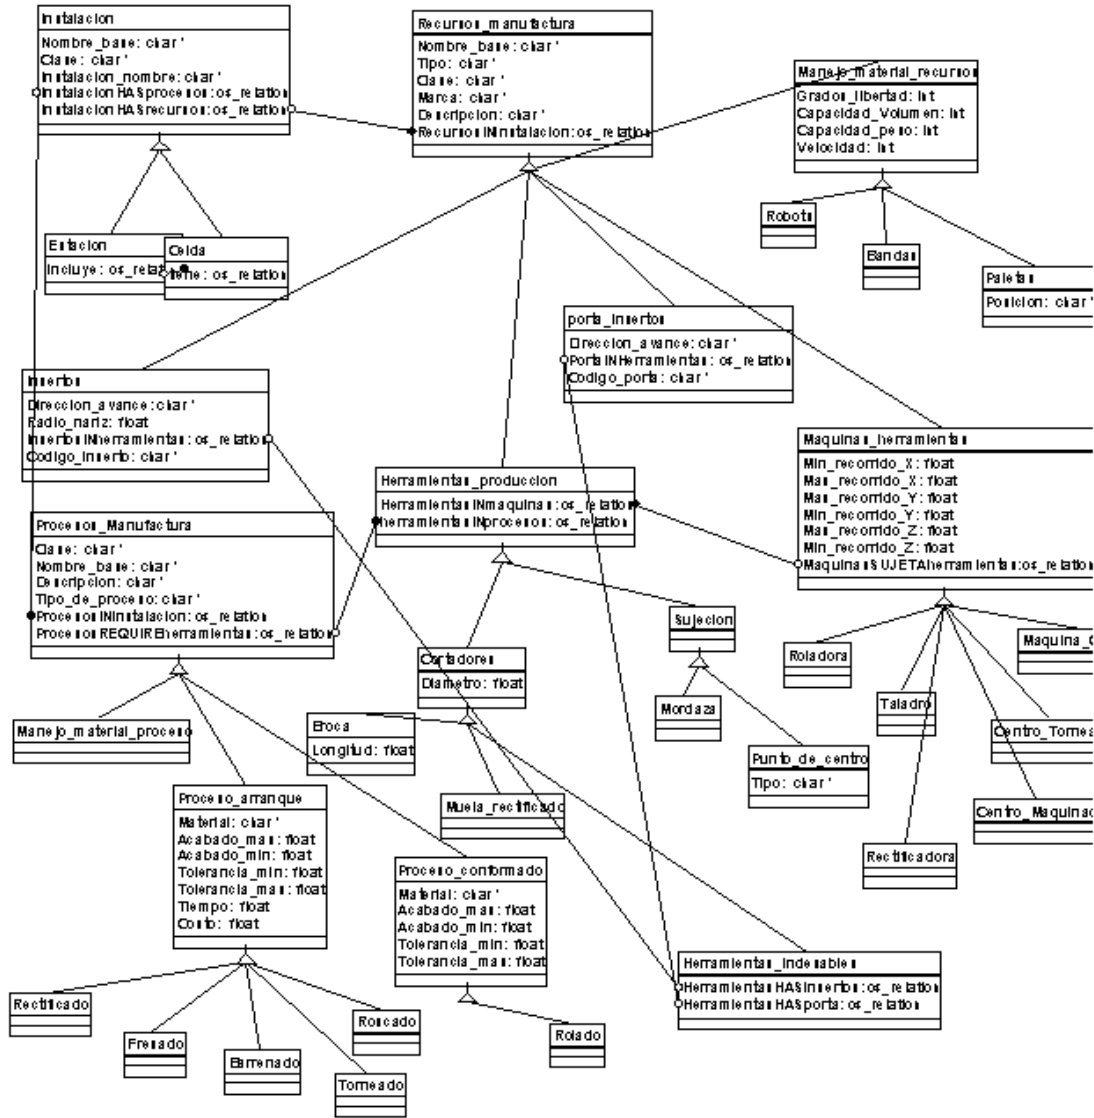 Instalacion
Nombre_base: char *
Clase: char *
Instalacion_nombre: char *
InstalacionHASprocesos: os_relation
InstalacionHASrecursos: os_relation
Recursos_manufactura
Nombre_base: char *
Tipo: char *
Clase: char *
Marca: char *
Descripcion: char *
RecursosINinstalacion: os_relation
Manejo_material_recursos
Grados_libertad: int
Capacidad_Volumen: int
Capacidad_peso: int
Velocidad: int
Robots
Bandas
Paletas
Posicion: char *
Estacion
Incluye: os_relation
Celda
Tiene: os_relation
porta_insertos
Direccion_avance: char *
PortaINHerramientas: os_relation
Codigo_porta: char *
Insertos
Direccion_avance: char *
Radio_nariz: float
InsertosINherramientas: os_relation
Codigo_inserto: char *
Maquinas_herramientas
Min_recorrido_X: float
Max_recorrido_X: float
Max_recorrido_Y: float
Min_recorrido_Y: float
Max_recorrido_Z: float
Min_recorrido_Z: float
MaquinasSUJETAherramientas:os_relation
Herramientas_produccion
HerramientasINmaquinas: os_relation
herramientasINprocesos: os_relation
Procesos_Manufactura
Clase: char *
Nombre_base: char *
Descripcion: char *
Tipo_de_proceso: char *
ProcesosINinstalacion: os_relation
ProcesosREQUIREherramientas: os_relation
Sujecion
Cortadores
Diametro: float
Mordaza
Punto_de_centro
Tipo: char *
Roladora
Taladro
Maquina_C
Centro_Tornea
Centro_Maquinad
Rectificadora
Manejo_material_proceso
Broca
Longitud: float
Muela_rectificado
Proceso_arranque
Material: char *
Acabado_max: float
Acabado_min: float
Tolerancia_min: float
Tolerancia_max: float
Tiempo: float
Costo: float
Proceso_conformado
Material: char *
Acabado_max: float
Acabado_min: float
Tolerancia_min: float
Tolerancia_max: float
Herramientas_indexables
HerramientasHASinsertos: os_relation
HerramientasHASporta: os_relation
Rectificado
Fresado
Barrenado
Torneado
Roscado
Rolado